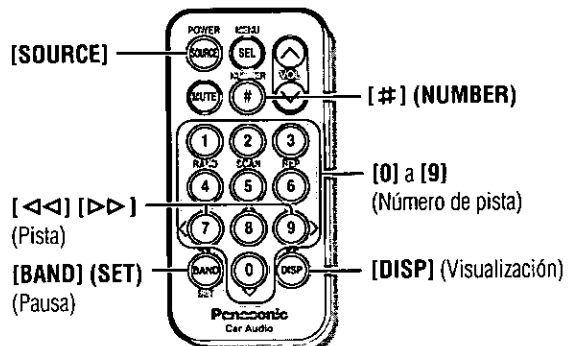 POWER MENU
[SOURCE] SOURCE SEL
VOL
MUTE # [#] (NUMBER)
NUMBER
1 2 3
RAND SCAN REP
[0] a [9]
(Número de pista)
4 5 6
[◁◁] [▷▷]
(Pista)
7 8 9
[BAND] (SET)
(Pausa)
BAND 0 DISP [DISP] (Visualización)
SET
Panasonic
Car Audio